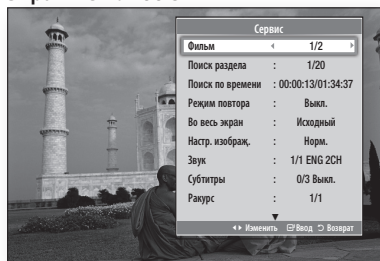 Сервис
Фильм ◂ 1/2 ▸
Поиск раздела : 1/20
Поиск по времени : 00:00:13/01:34:37
Режим повтора : Выкл.
Во весь экран : Исходный
Настр. изображ. : Норм.
Звук : 1/1 ENG 2CH
Субтитры : 0/3 Выкл.
Ракурс : 1/1
◂▸ Изменить Ввод Возврат